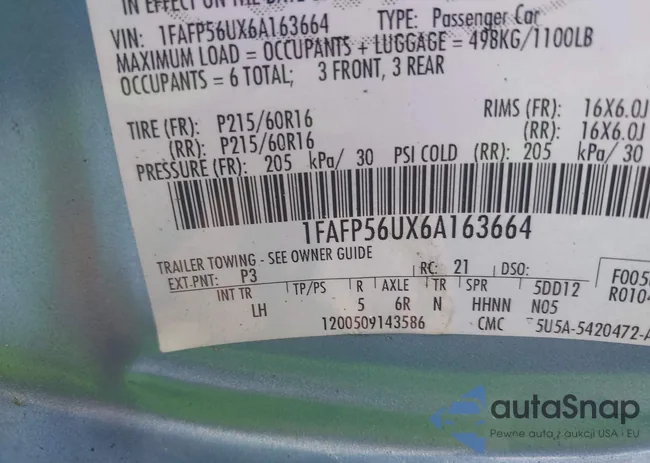 IN EFFECT ON THE DATE
VIN: 1FAFP56UX6A163664 TYPE: Passenger Car
MAXIMUM LOAD = OCCUPANTS + LUGGAGE = 498KG/1100LB
OCCUPANTS = 6 TOTAL; 3 FRONT, 3 REAR
TIRE (FR): P215/60R16 RIMS (FR): 16X6.0J
(RR): P215/60R16 (RR): 16X6.0J
PRESSURE (FR): 205 kPa/ 30 PSI COLD (RR): 205 kPa/ 30
1FAFP56UX6A163664
TRAILER TOWING - SEE OWNER GUIDE
EXT.PNT: P3 RC: 21 DSO:
INT TR TP/PS R AXLE TR SPR 5DD12
LH 5 6R N HHNN N05
F005
R0104
1200509143586 CMC 5U5A-5420472-A
autaSnap
Pewne auta z aukcji USA i EU